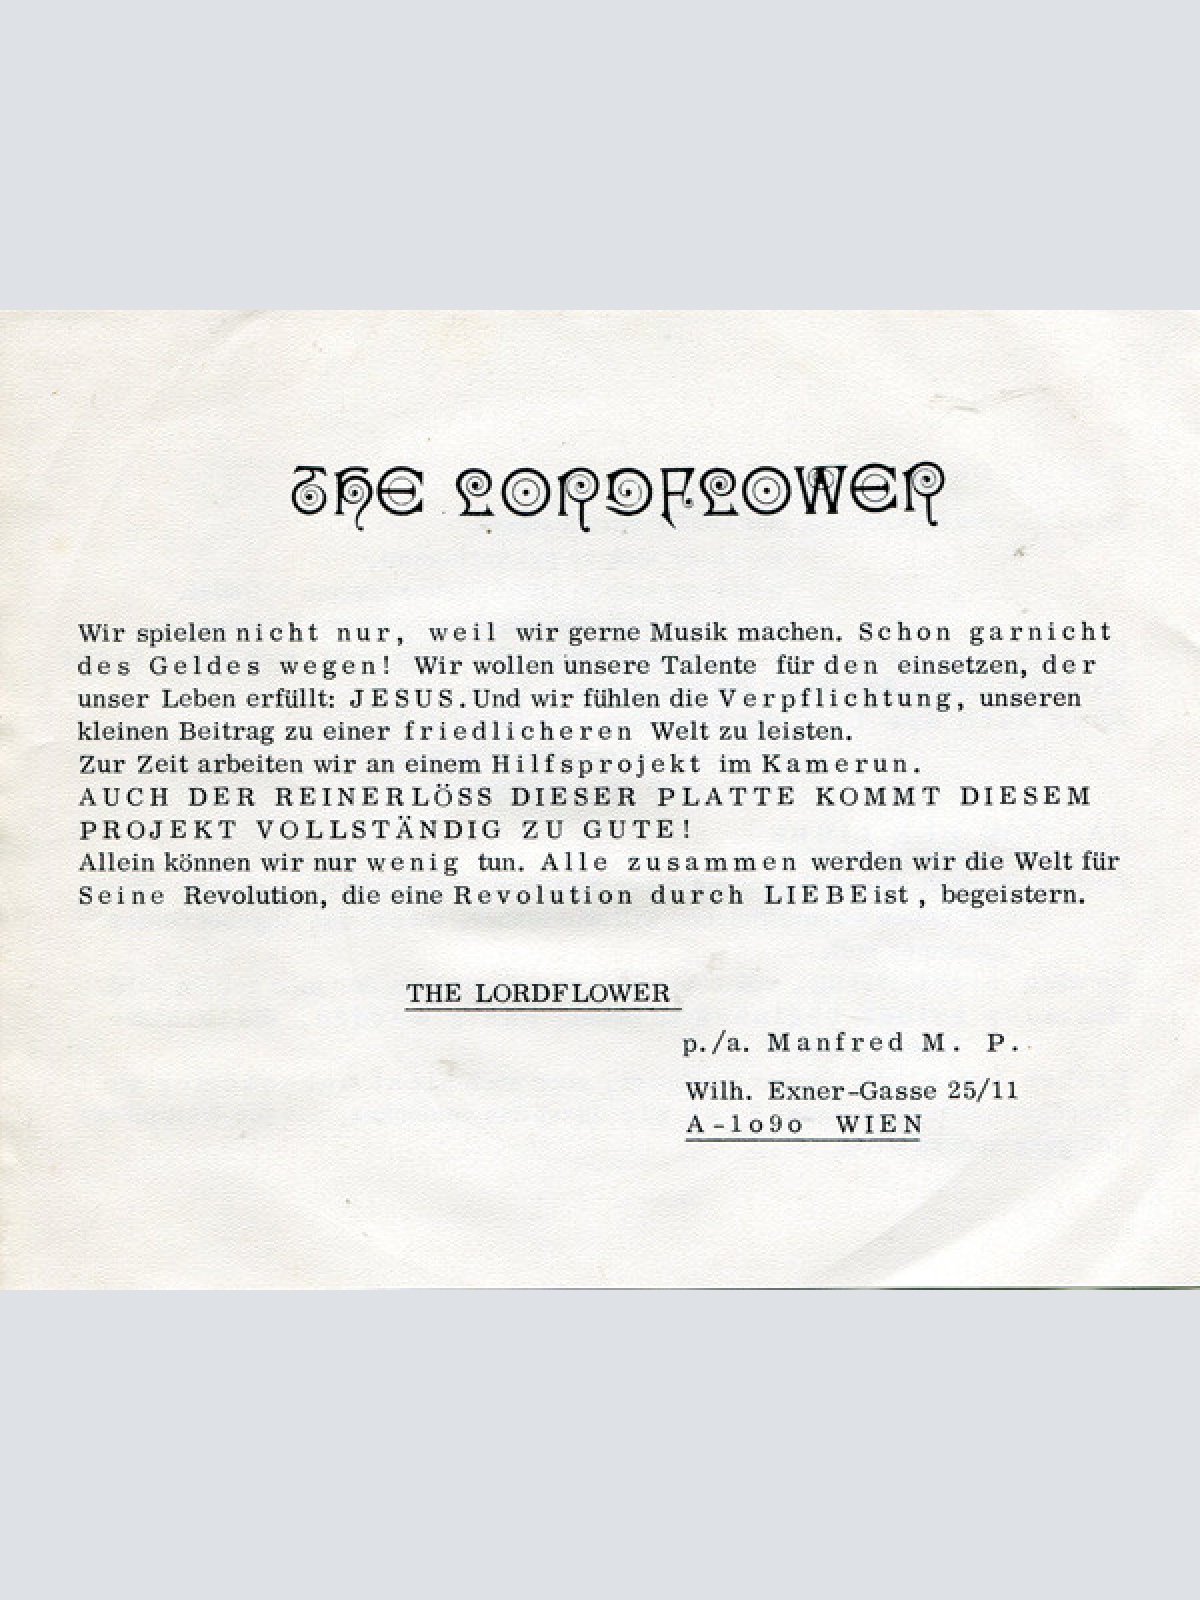 THE LORDFLOWER
Wir spielen nicht nur, weil wir gerne Musik machen. Schon garnicht
des Geldes wegen! Wir wollen unsere Talente für den einsetzen, der
unser Leben erfüllt: JESUS. Und wir fühlen die Verpflichtung, unseren
kleinen Beitrag zu einer friedlicheren Welt zu leisten.
Zur Zeit arbeiten wir an einem Hilfsprojekt im Kamerun.
AUCH DER REINERLÖSS DIESER PLATTE KOMMT DIESEM
PROJEKT VOLLSTÄNDIG ZU GUTE!
Allein können wir nur wenig tun. Alle zusammen werden wir die Welt für
Seine Revolution, die eine Revolution durch LIEBE ist, begeistern.
THE LORDFLOWER
p./a. Manfred M. P.
Wilh. Exner-Gasse 25/11
A-1o9o WIEN